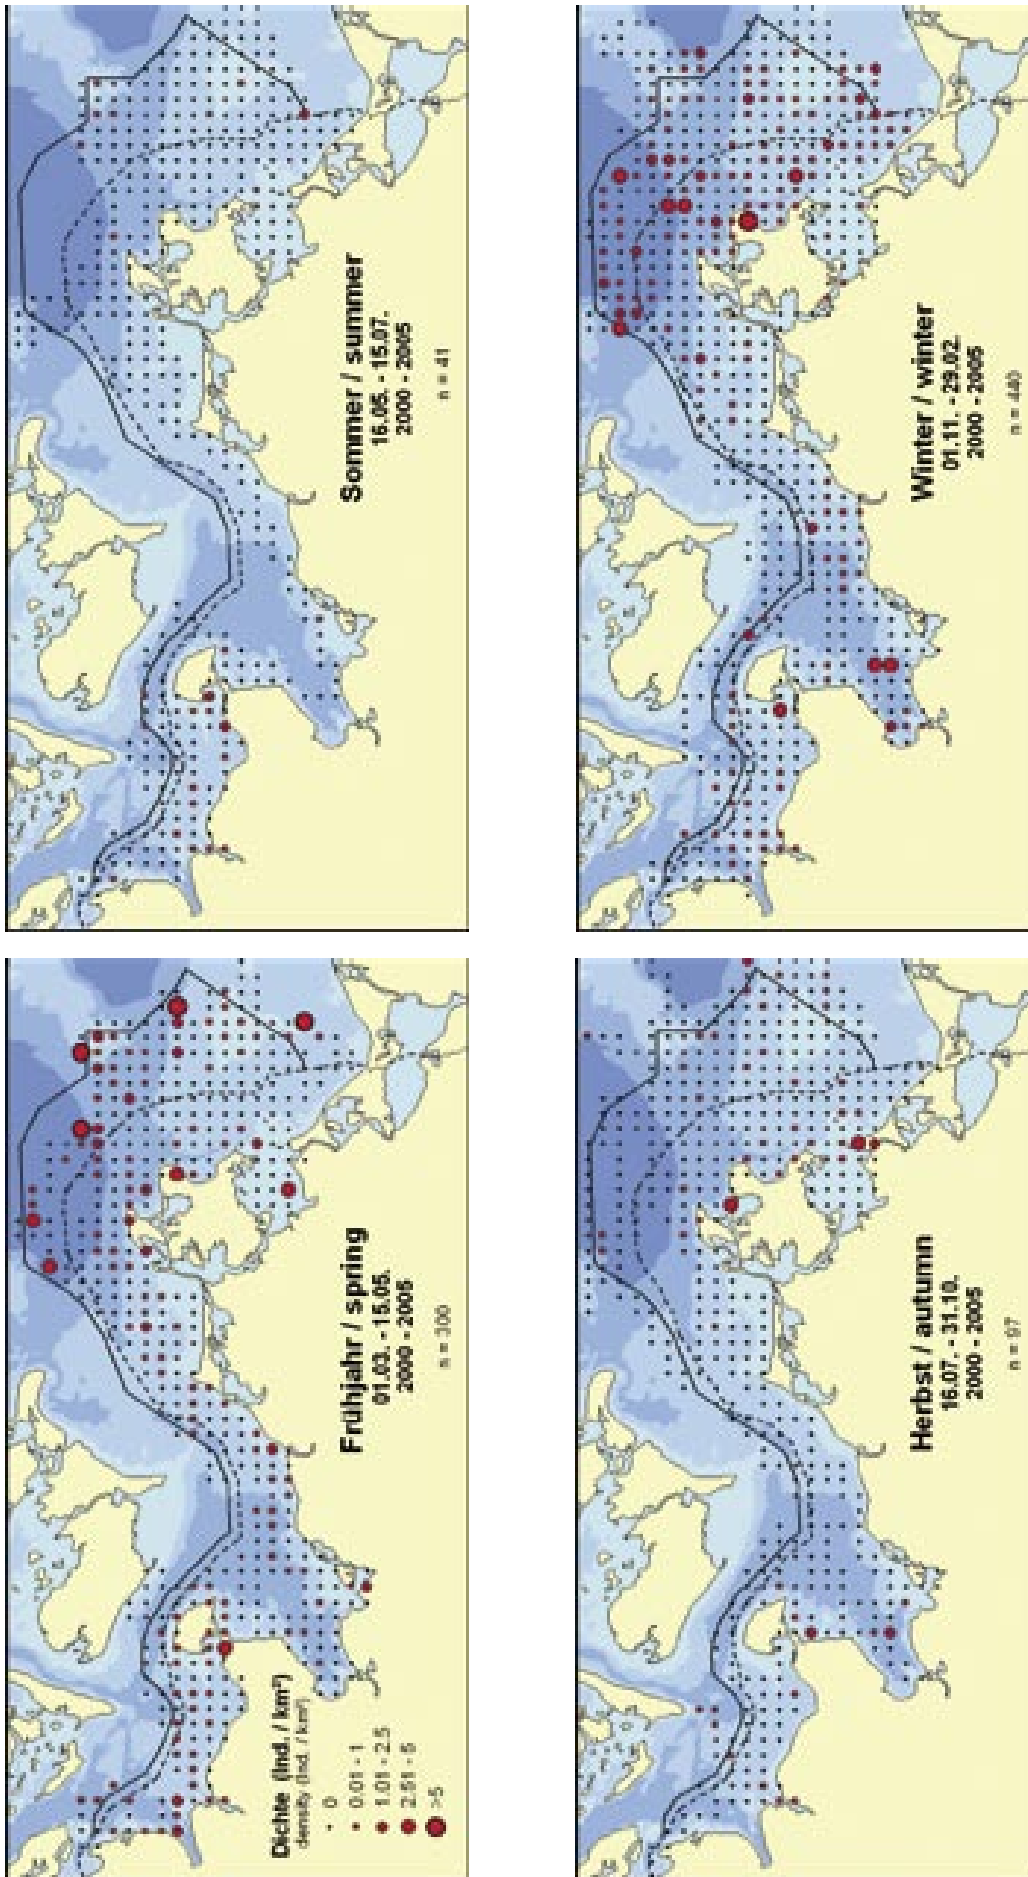 Frühjahr / spring
01.03. - 15.05.
2000 - 2005
n = 300
Dichte (Ind. / km²)
density (Ind. / km²)
0
0.01 - 1
1.01 - 2.5
2.51 - 5
>5
Sommer / summer
16.05. - 15.07.
2000 - 2005
n = 41
Herbst / autumn
16.07. - 31.10.
2000 - 2005
n = 97
Winter / winter
01.11. - 29.02.
2000 - 2005
n = 440